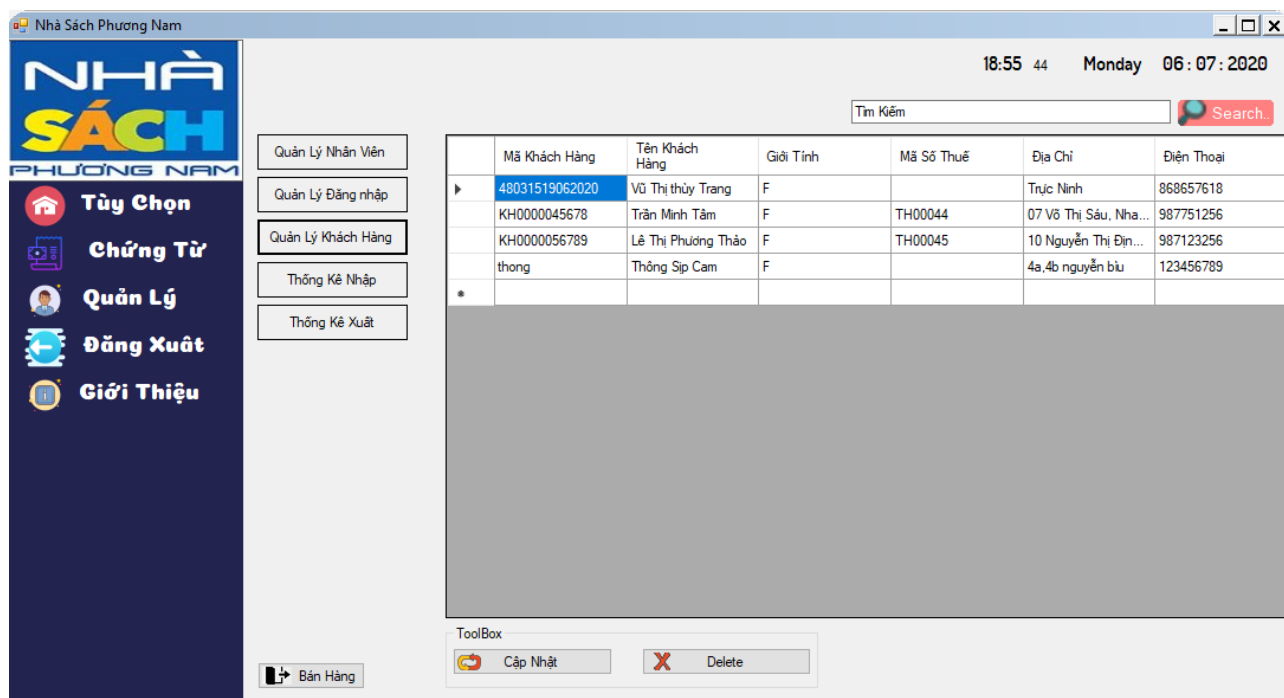 Nhà Sách Phương Nam
NHÀ
SÁCH
PHƯƠNG NAM
18:55 44 Monday 06:07:2020
Tìm Kiếm
Search..
Tùy Chọn
Chứng Từ
Quản Lý
Đăng Xuât
Giới Thiệu
Quản Lý Nhân Viên
Quản Lý Đăng nhập
Quản Lý Khách Hàng
Thống Kê Nhập
Thống Kê Xuất
Bán Hàng
Mã Khách Hàng Tên Khách Hàng Giới Tính Mã Số Thuế Địa Chỉ Điện Thoại
48031519062020 Vũ Thị thùy Trang F Trực Ninh 868657618
KH0000045678 Trần Minh Tâm F TH00044 07 Võ Thị Sáu, Nha... 987751256
KH0000056789 Lê Thị Phương Thảo F TH00045 10 Nguyễn Thị Địn... 987123256
thong Thông Sịp Cam F 4a,4b nguyễn bìu 123456789
ToolBox
Cập Nhật
Delete